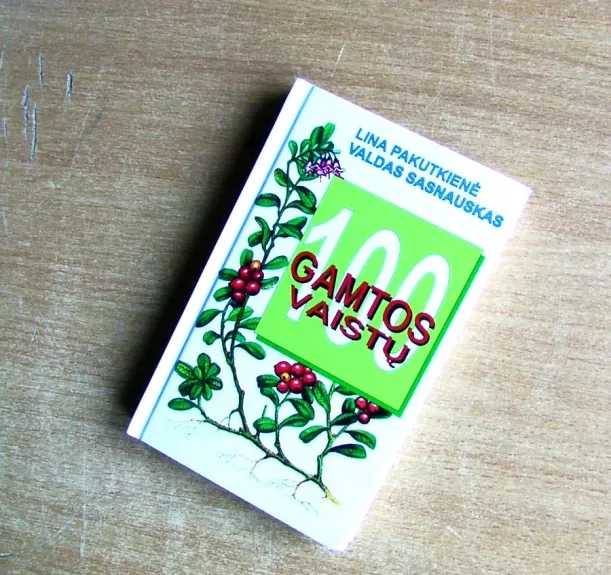 LINA PAKUTKIENĖ
VALDAS SASNAUSKAS
100
GAMTOS
VAISTŲ